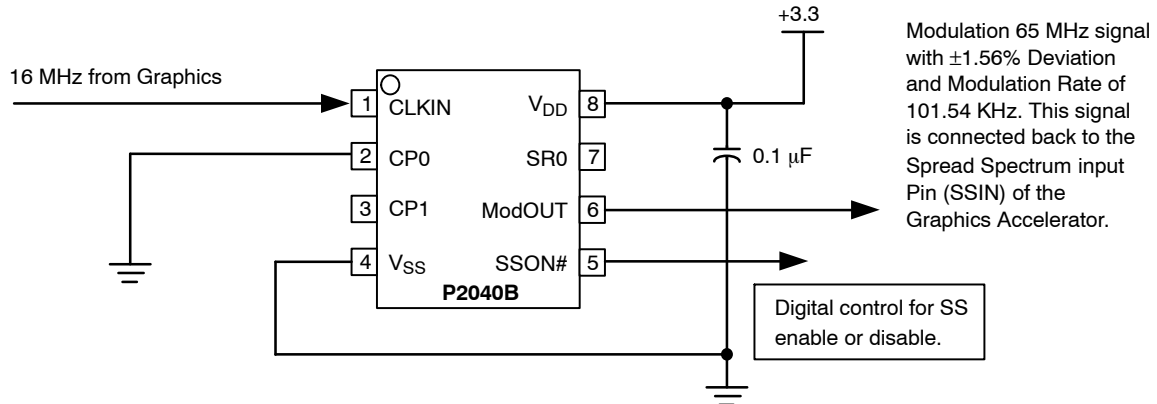 +3.3
16 MHz from Graphics
1 CLKIN
2 CP0
3 CP1
4 VSS
VDD 8
SR0 7
ModOUT 6
SSON# 5
P2040B
0.1 μF
Modulation 65 MHz signal
with ±1.56% Deviation
and Modulation Rate of
101.54 KHz. This signal
is connected back to the
Spread Spectrum input
Pin (SSIN) of the
Graphics Accelerator.
Digital control for SS
enable or disable.